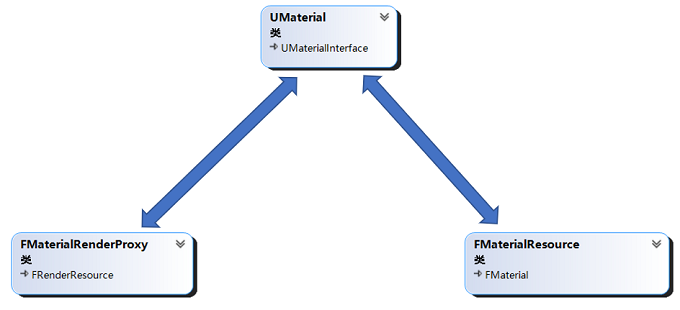 UMaterial
类
UMaterialInterface
FMaterialRenderProxy
类
FRenderResource
FMaterialResource
类
FMaterial